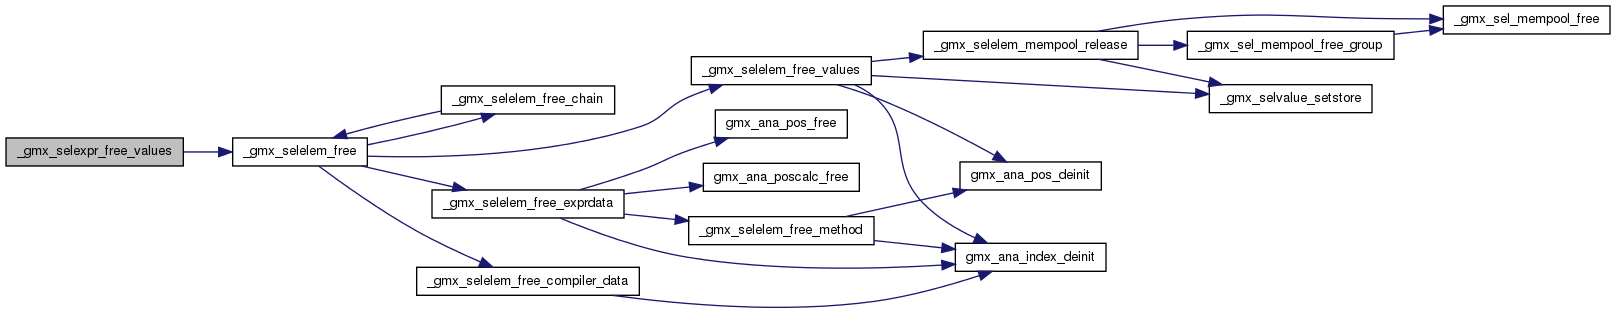 _gmx_selexpr_free_values
_gmx_selelem_free
_gmx_selelem_free_chain
_gmx_selelem_free_exprdata
_gmx_selelem_free_compiler_data
_gmx_selelem_free_values
gmx_ana_pos_free
gmx_ana_poscalc_free
_gmx_selelem_free_method
_gmx_selelem_mempool_release
gmx_ana_pos_deinit
gmx_ana_index_deinit
_gmx_sel_mempool_free_group
_gmx_selvalue_setstore
_gmx_sel_mempool_free